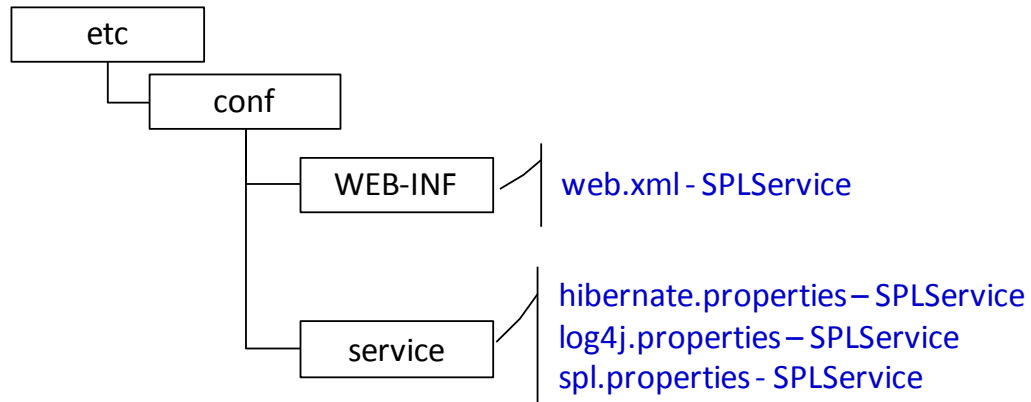 etc
conf
WEB-INF
web.xml - SPLService
hibernate.properties – SPLService
log4j.properties – SPLService
service
spl.properties - SPLService